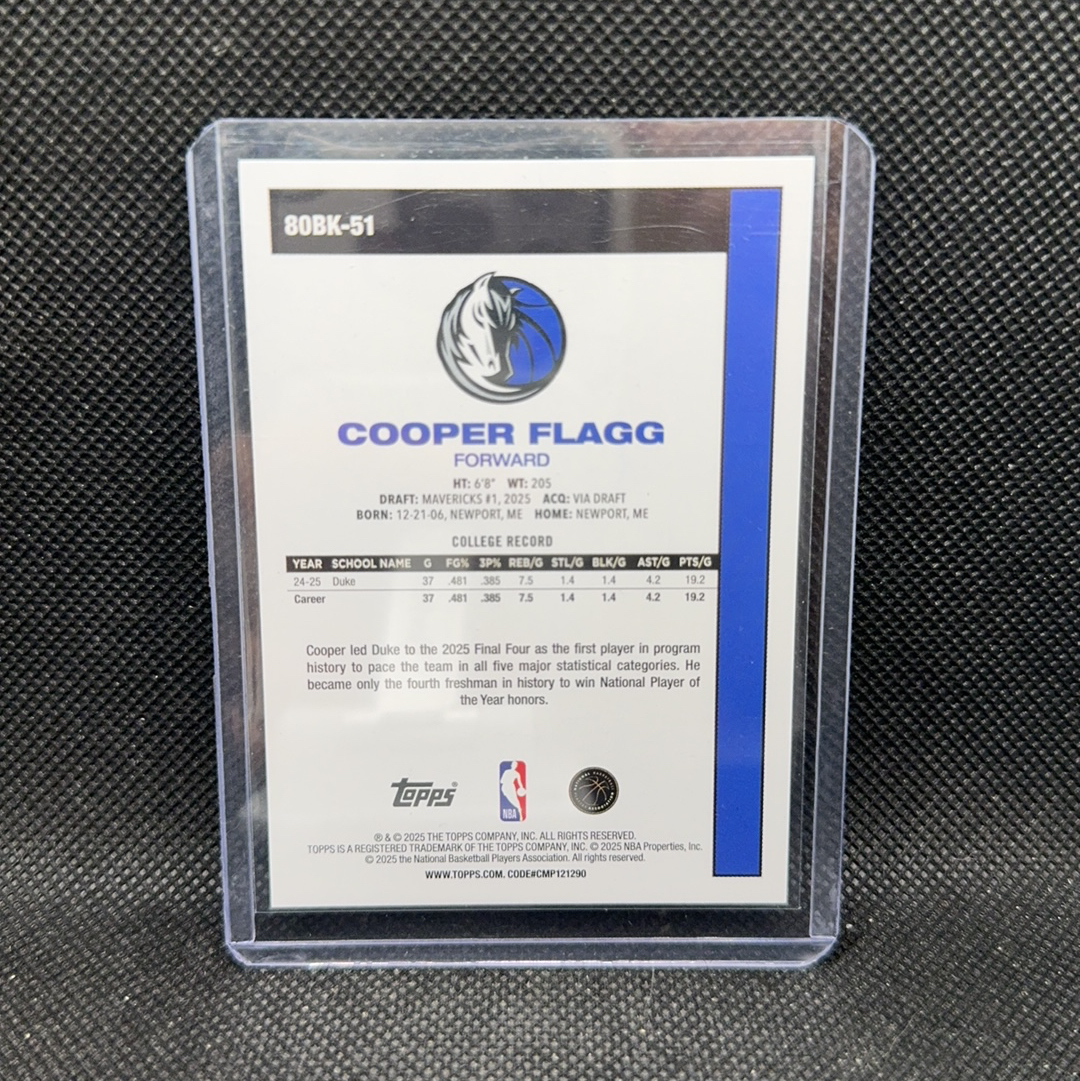 80BK-51
COOPER FLAGG
FORWARD
HT: 6'8" WT: 205
DRAFT: MAVERICKS #1, 2025 ACQ: VIA DRAFT
BORN: 12-21-06, NEWPORT, ME HOME: NEWPORT, ME
COLLEGE RECORD
YEAR SCHOOL NAME G FG% 3P% REB/G STL/G BLK/G AST/G PTS/G
24-25 Duke 37 .481 .385 7.5 1.4 1.4 4.2 19.2
Career 37 .481 .385 7.5 1.4 1.4 4.2 19.2
Cooper led Duke to the 2025 Final Four as the first player in program
history to pace the team in all five major statistical categories. He
became only the fourth freshman in history to win National Player of
the Year honors.
Topps®
NBA
® & © 2025 THE TOPPS COMPANY, INC. ALL RIGHTS RESERVED.
TOPPS IS A REGISTERED TRADEMARK OF THE TOPPS COMPANY, INC. © 2025 NBA Properties, Inc.
© 2025 the National Basketball Players Association. All rights reserved.
WWW.TOPPS.COM. CODE#CMP121290